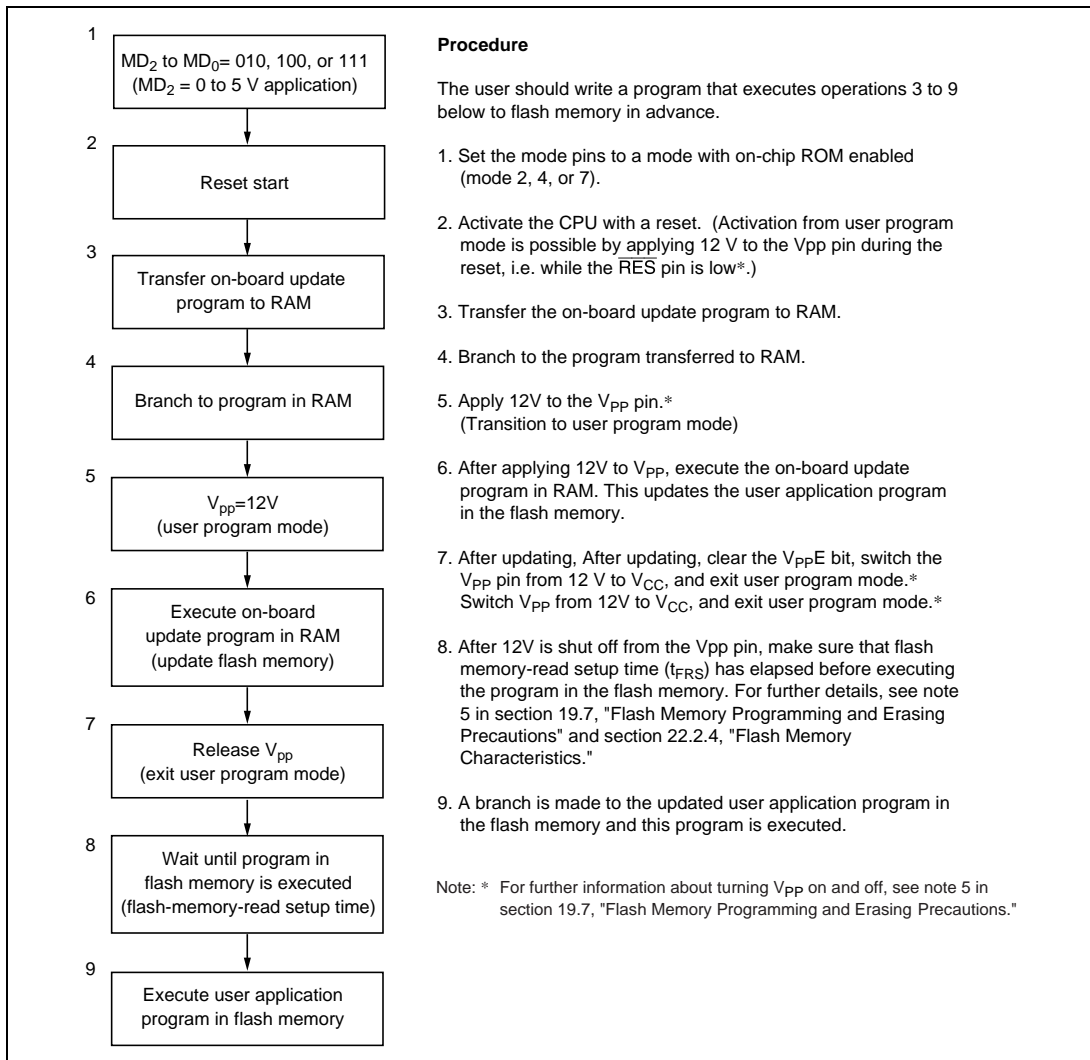 1
MD2 to MD0= 010, 100, or 111
(MD2 = 0 to 5 V application)
2
Reset start
3
Transfer on-board update
program to RAM
4
Branch to program in RAM
5
Vpp=12V
(user program mode)
6
Execute on-board
update program in RAM
(update flash memory)
7
Release Vpp
(exit user program mode)
8
Wait until program in
flash memory is executed
(flash-memory-read setup time)
9
Execute user application
program in flash memory
Procedure
The user should write a program that executes operations 3 to 9
below to flash memory in advance.
1. Set the mode pins to a mode with on-chip ROM enabled
(mode 2, 4, or 7).
2. Activate the CPU with a reset. (Activation from user program
mode is possible by applying 12 V to the Vpp pin during the
reset, i.e. while the RES pin is low*.)
3. Transfer the on-board update program to RAM.
4. Branch to the program transferred to RAM.
5. Apply 12V to the VPP pin.*
(Transition to user program mode)
6. After applying 12V to VPP, execute the on-board update
program in RAM. This updates the user application program
in the flash memory.
7. After updating, After updating, clear the VPPE bit, switch the
VPP pin from 12 V to VCC, and exit user program mode.*
Switch VPP from 12V to VCC, and exit user program mode.*
8. After 12V is shut off from the Vpp pin, make sure that flash
memory-read setup time (tFRS) has elapsed before executing
the program in the flash memory. For further details, see note
5 in section 19.7, "Flash Memory Programming and Erasing
Precautions" and section 22.2.4, "Flash Memory
Characteristics."
9. A branch is made to the updated user application program in
the flash memory and this program is executed.
Note: * For further information about turning VPP on and off, see note 5 in
section 19.7, "Flash Memory Programming and Erasing Precautions."